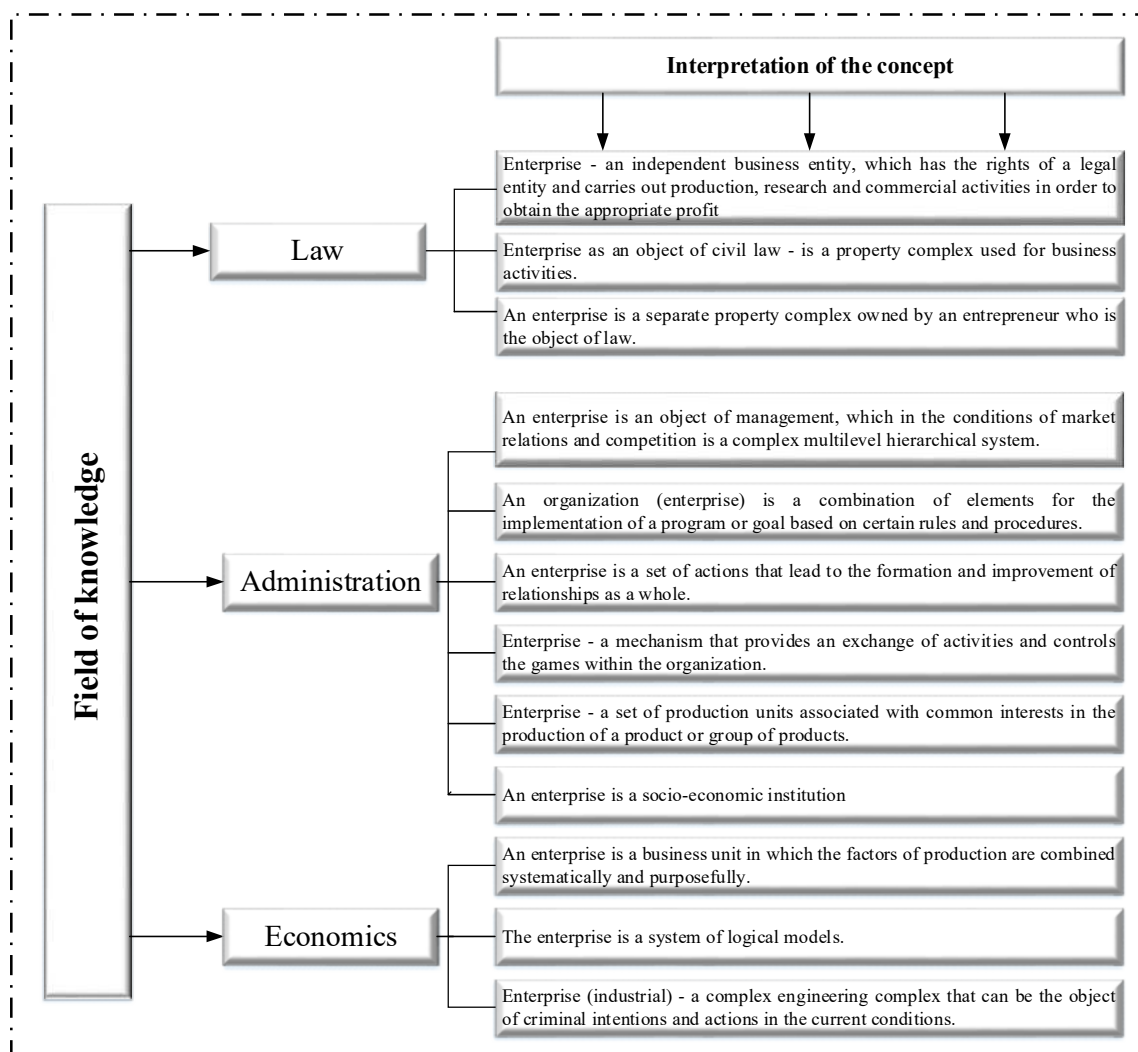 Interpretation of the concept
Field of knowledge
Law
Enterprise - an independent business entity, which has the rights of a legal
entity and carries out production, research and commercial activities in order to
obtain the appropriate profit
Enterprise as an object of civil law - is a property complex used for business
activities.
An enterprise is a separate property complex owned by an entrepreneur who is
the object of law.
Administration
An enterprise is an object of management, which in the conditions of market
relations and competition is a complex multilevel hierarchical system.
An organization (enterprise) is a combination of elements for the
implementation of a program or goal based on certain rules and procedures.
An enterprise is a set of actions that lead to the formation and improvement of
relationships as a whole.
Enterprise - a mechanism that provides an exchange of activities and controls
the games within the organization.
Enterprise - a set of production units associated with common interests in the
production of a product or group of products.
An enterprise is a socio-economic institution
Economics
An enterprise is a business unit in which the factors of production are combined
systematically and purposefully.
The enterprise is a system of logical models.
Enterprise (industrial) - a complex engineering complex that can be the object
of criminal intentions and actions in the current conditions.